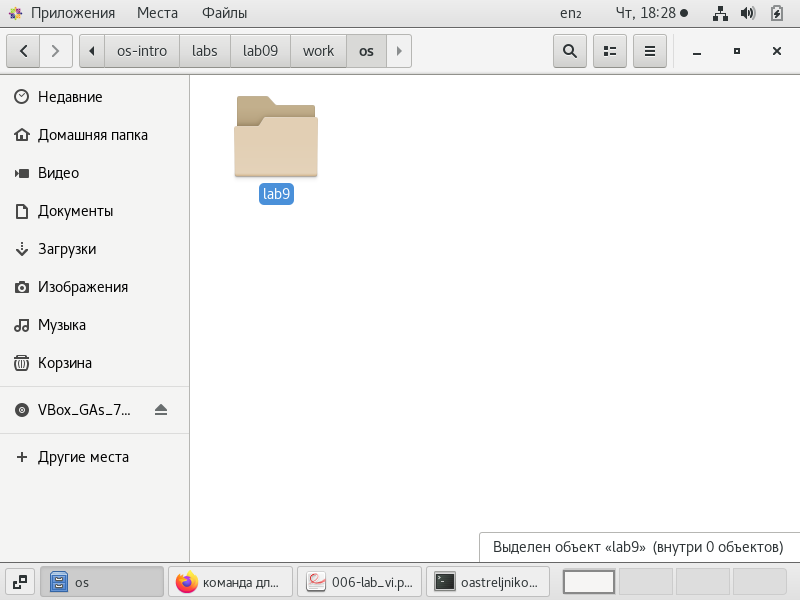 Приложения Места Файлы en₂ Чт, 18:28
os-intro labs lab09 work os
Недавние
Домашняя папка
Видео
Документы
Загрузки
Изображения
Музыка
Корзина
VBox_GAs_7...
Другие места
lab9
Выделен объект «lab9» (внутри 0 объектов)
os команда дл... 006-lab_vi.p... oastreljniko...